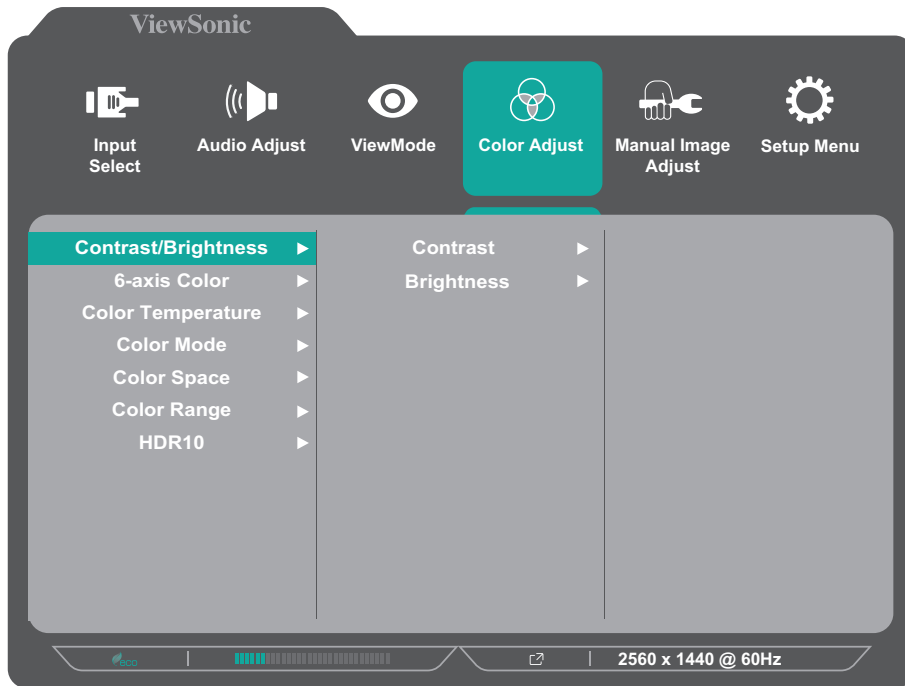 ViewSonic
Input
Select
Audio Adjust
ViewMode
Color Adjust
Manual Image
Adjust
Setup Menu
Contrast/Brightness
6-axis Color
Color Temperature
Color Mode
Color Space
Color Range
HDR10
Contrast
Brightness
eco
2560 x 1440 @ 60Hz